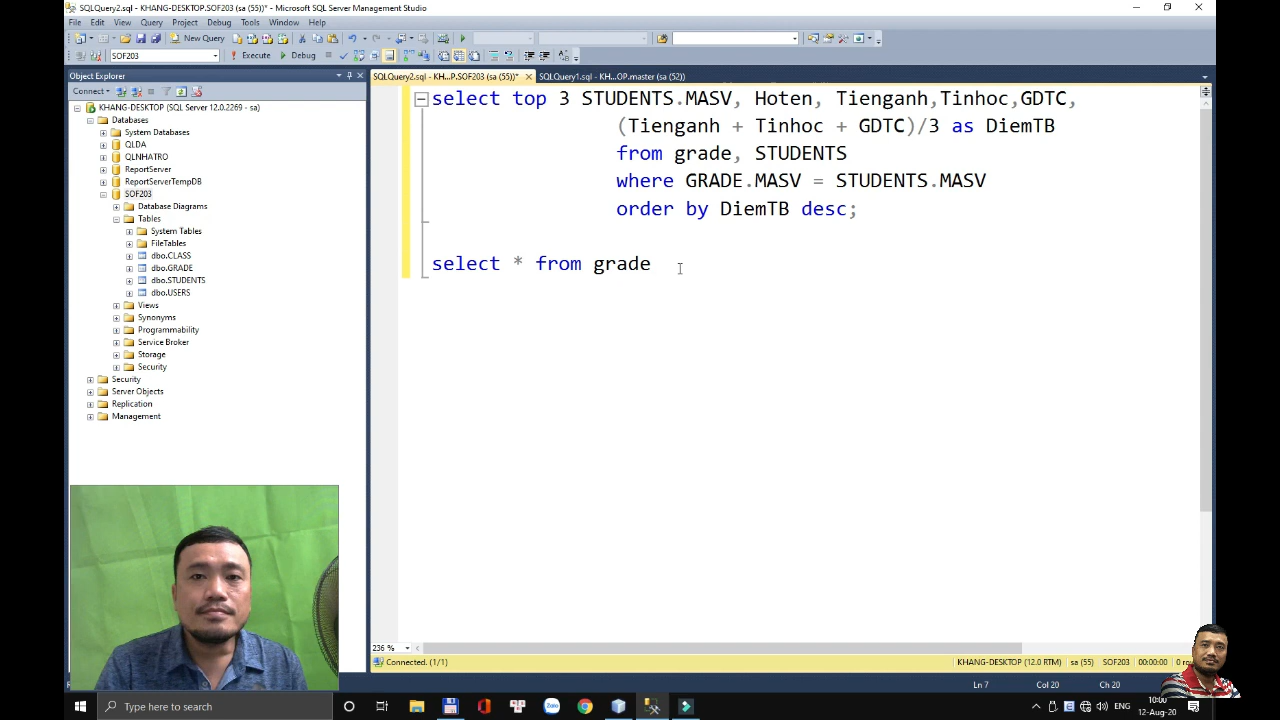 SQLQuery2.sql - KHANG-DESKTOP.SOF203 (sa (55))* - Microsoft SQL Server Management Studio
File Edit View Query Project Debug Tools Window Help
New Query
SOF203 Execute Debug
Object Explorer
SQLQuery2.sql - KH...P.SOF203 (sa (55))* SQLQuery1.sql - KH...OP.master (sa (52))
Connect
KHANG-DESKTOP (SQL Server 12.0.2269 - sa)
Databases
System Databases
QLDA
QLNHATRO
ReportServer
ReportServerTempDB
SOF203
Database Diagrams
Tables
System Tables
FileTables
dbo.CLASS
dbo.GRADE
dbo.STUDENTS
dbo.USERS
Views
Synonyms
Programmability
Service Broker
Storage
Security
Security
Server Objects
Replication
Management
select top 3 STUDENTS.MASV, Hoten, Tienganh,Tinhoc,GDTC,
(Tienganh + Tinhoc + GDTC)/3 as DiemTB
from grade, STUDENTS
where GRADE.MASV = STUDENTS.MASV
order by DiemTB desc;
select * from grade
236 %
Connected. (1/1) KHANG-DESKTOP (12.0 RTM) sa (55) SOF203 00:00:00
Ln 7 Col 20 Ch 20
Type here to search
Zalo
ENG
10:00
12-Aug-20